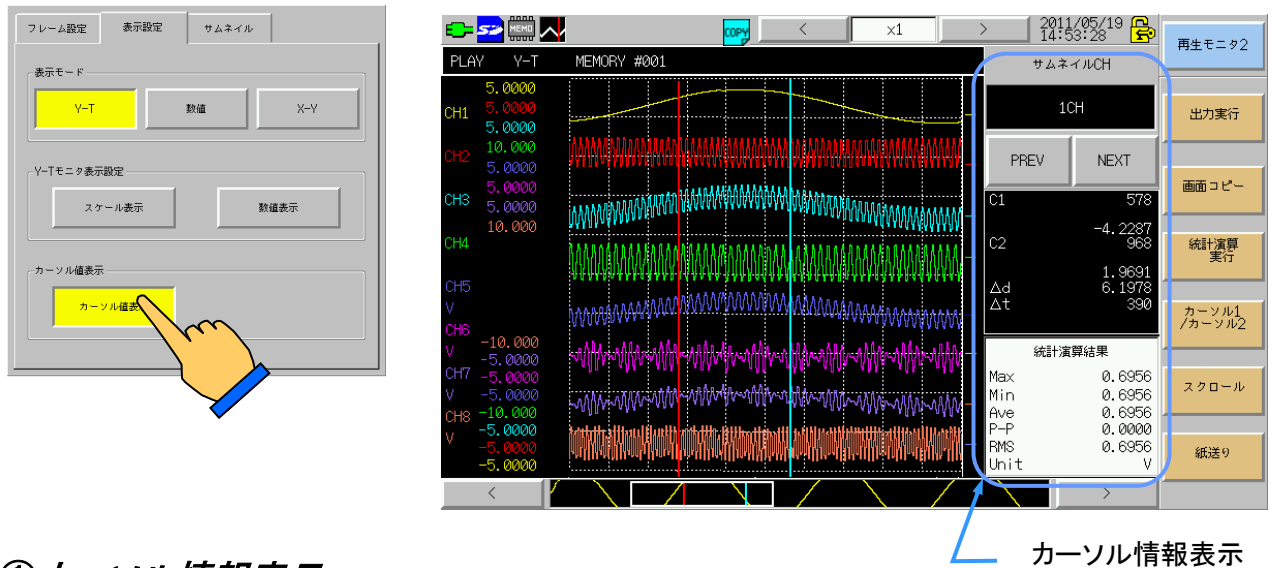 フレーム設定
表示設定
サムネイル
表示モード
Y-T
数値
X-Y
Y-Tモニタ表示設定
スケール表示
数値表示
カーソル値表示
カーソル値表
MEMO
COPY
<
x1
>
2011/05/19
14:53:28
PLAY Y-T MEMORY #001
5.0000
CH1 5.0000
5.0000
CH2 10.000
5.0000
5.0000
CH3 5.0000
10.000
CH4
CH5
V
CH6
-10.000
V -5.0000
CH7 -5.0000
V -5.0000
CH8 -10.000
V -5.0000
-5.0000
-5.0000
<
>
サムネイルCH
1CH
PREV
NEXT
C1 578
-4.2287
C2 968
1.9691
Δd 6.1978
Δt 390
統計演算結果
Max 0.6956
Min 0.6956
Ave 0.6956
P-P 0.0000
RMS 0.6956
Unit V
再生モニタ2
出力実行
画面コピー
統計演算
実行
カーソル1
/カーソル2
スクロール
紙送り
カーソル情報表示